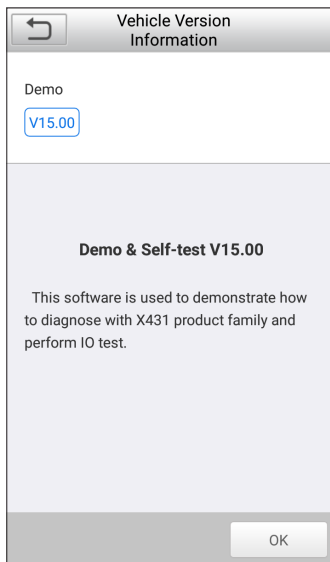 Vehicle Version
Information
Demo
V15.00
Demo & Self-test V15.00
This software is used to demonstrate how
to diagnose with X431 product family and
perform IO test.
OK